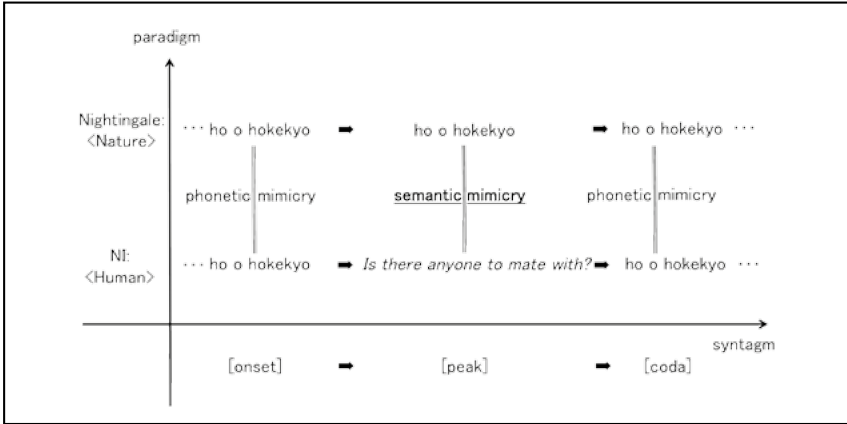 paradigm
Nightingale: ··· ho o hokekyo ➡ ho o hokekyo ➡ ho o hokekyo ···
<Nature>
phonetic mimicry semantic mimicry phonetic mimicry
NI: ··· ho o hokekyo ➡ Is there anyone to mate with? ➡ ho o hokekyo ···
<Human>
syntagm
[onset] ➡ [peak] ➡ [coda]